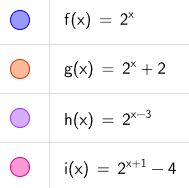 f(x) = 2ˣ
g(x) = 2ˣ + 2
h(x) = 2ˣ⁻³
i(x) = 2ˣ⁺¹ − 4